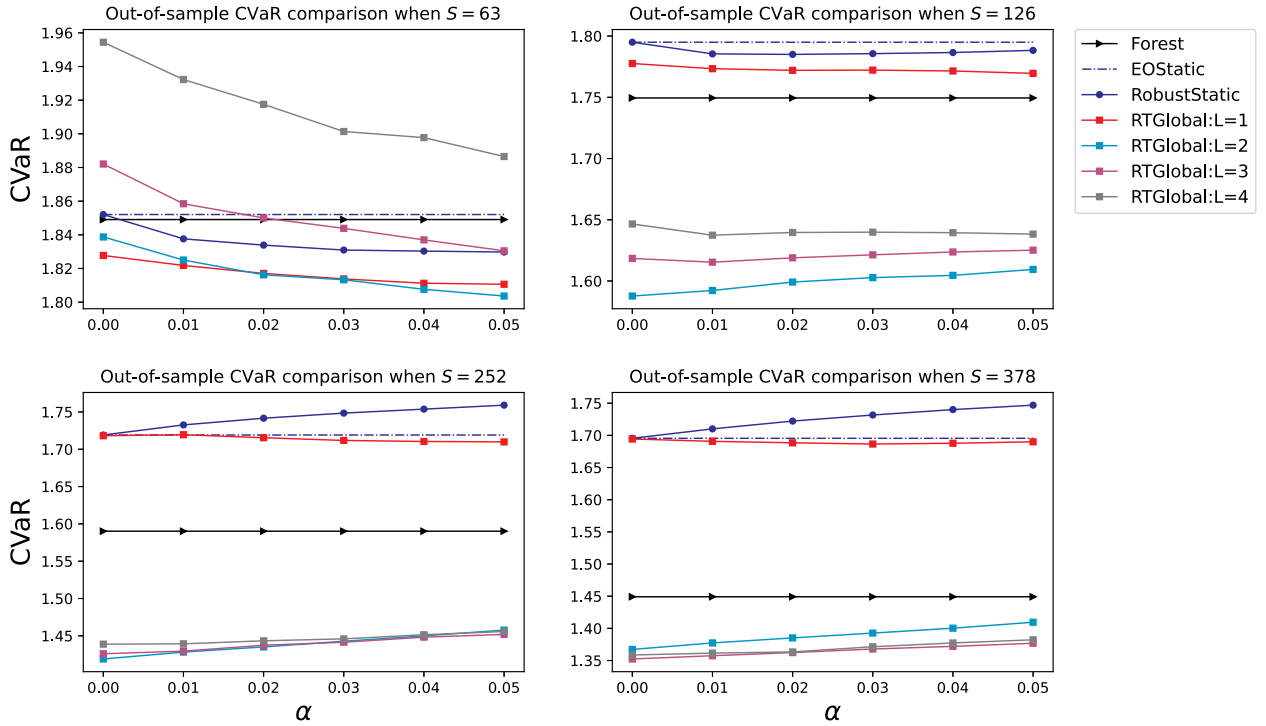 Out-of-sample CVaR comparison when S = 63
CVaR
1.96
1.94
1.92
1.90
1.88
1.86
1.84
1.82
1.80
0.00 0.01 0.02 0.03 0.04 0.05
Out-of-sample CVaR comparison when S = 126
1.80
1.75
1.70
1.65
1.60
0.00 0.01 0.02 0.03 0.04 0.05
Forest
EOStatic
RobustStatic
RTGlobal:L=1
RTGlobal:L=2
RTGlobal:L=3
RTGlobal:L=4
Out-of-sample CVaR comparison when S = 252
CVaR
1.75
1.70
1.65
1.60
1.55
1.50
1.45
0.00 0.01 0.02 0.03 0.04 0.05
α
Out-of-sample CVaR comparison when S = 378
1.75
1.70
1.65
1.60
1.55
1.50
1.45
1.40
1.35
0.00 0.01 0.02 0.03 0.04 0.05
α